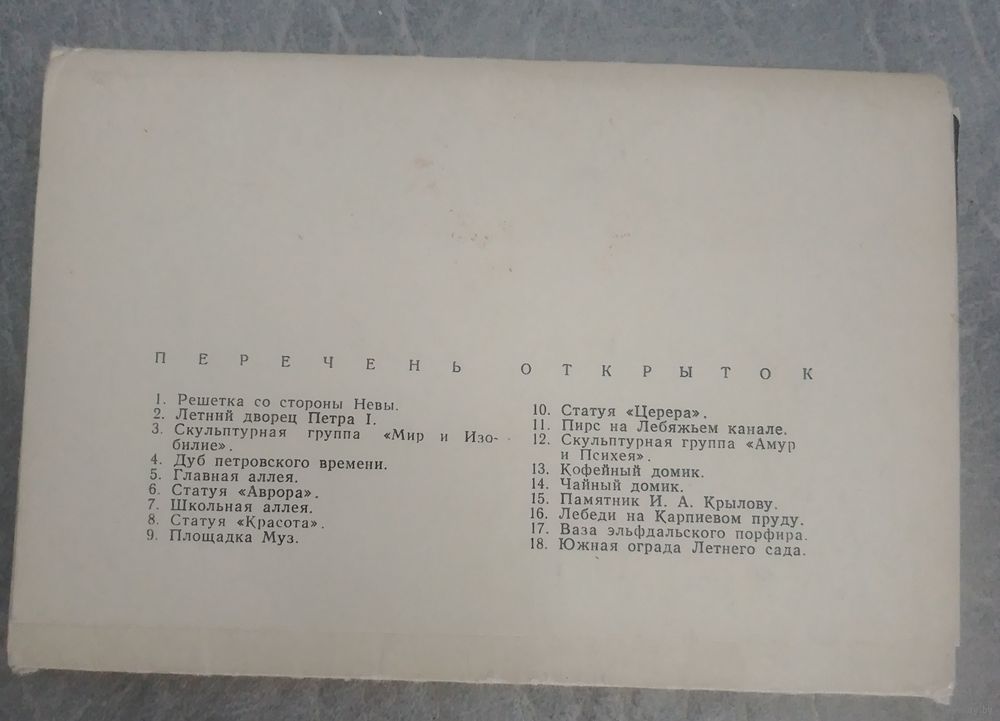 ПЕРЕЧЕНЬ ОТКРЫТОК
1. Решетка со стороны Невы.
2. Летний дворец Петра I.
3. Скульптурная группа «Мир и Изо-
билие».
4. Дуб петровского времени.
5. Главная аллея.
6. Статуя «Аврора».
7. Школьная аллея.
8. Статуя «Красота».
9. Площадка Муз.
10. Статуя «Церера».
11. Пирс на Лебяжьем канале.
12. Скульптурная группа «Амур
и Психея».
13. Кофейный домик.
14. Чайный домик.
15. Памятник И. А. Крылову.
16. Лебеди на Карпиевом пруду.
17. Ваза эльфдальского порфира.
18. Южная ограда Летнего сада.